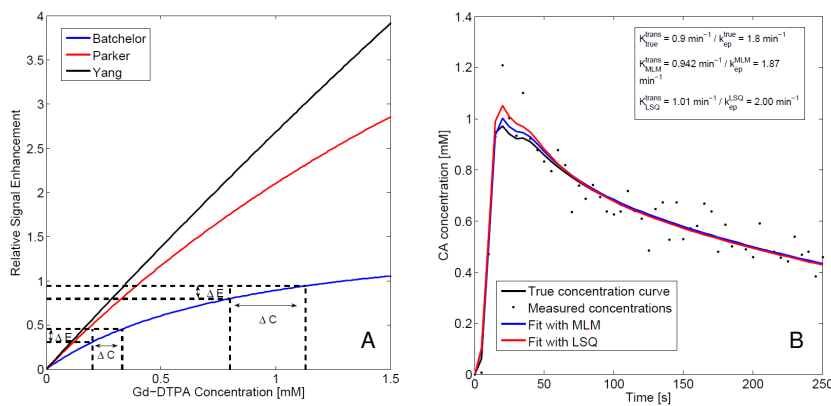 4
3.5
3
2.5
2
1.5
1
0.5
0
Batchelor
Parker
Yang
Relative Signal Enhancement
Δ E
Δ C
Δ E
Δ C
A
0 0.5 1 1.5
Gd−DTPA Concentration [mM]
1.4
1.2
1
0.8
0.6
0.4
0.2
0
CA concentration [mM]
K^trans_true = 0.9 min⁻¹ / k^true_ep = 1.8 min⁻¹
K^trans_MLM = 0.942 min⁻¹ / k^MLM_ep = 1.87
min⁻¹
K^trans_LSQ = 1.01 min⁻¹ / k^LSQ_ep = 2.00 min⁻¹
True concentration curve
Measured concentrations
Fit with MLM
Fit with LSQ
B
0 50 100 150 200 250
Time [s]